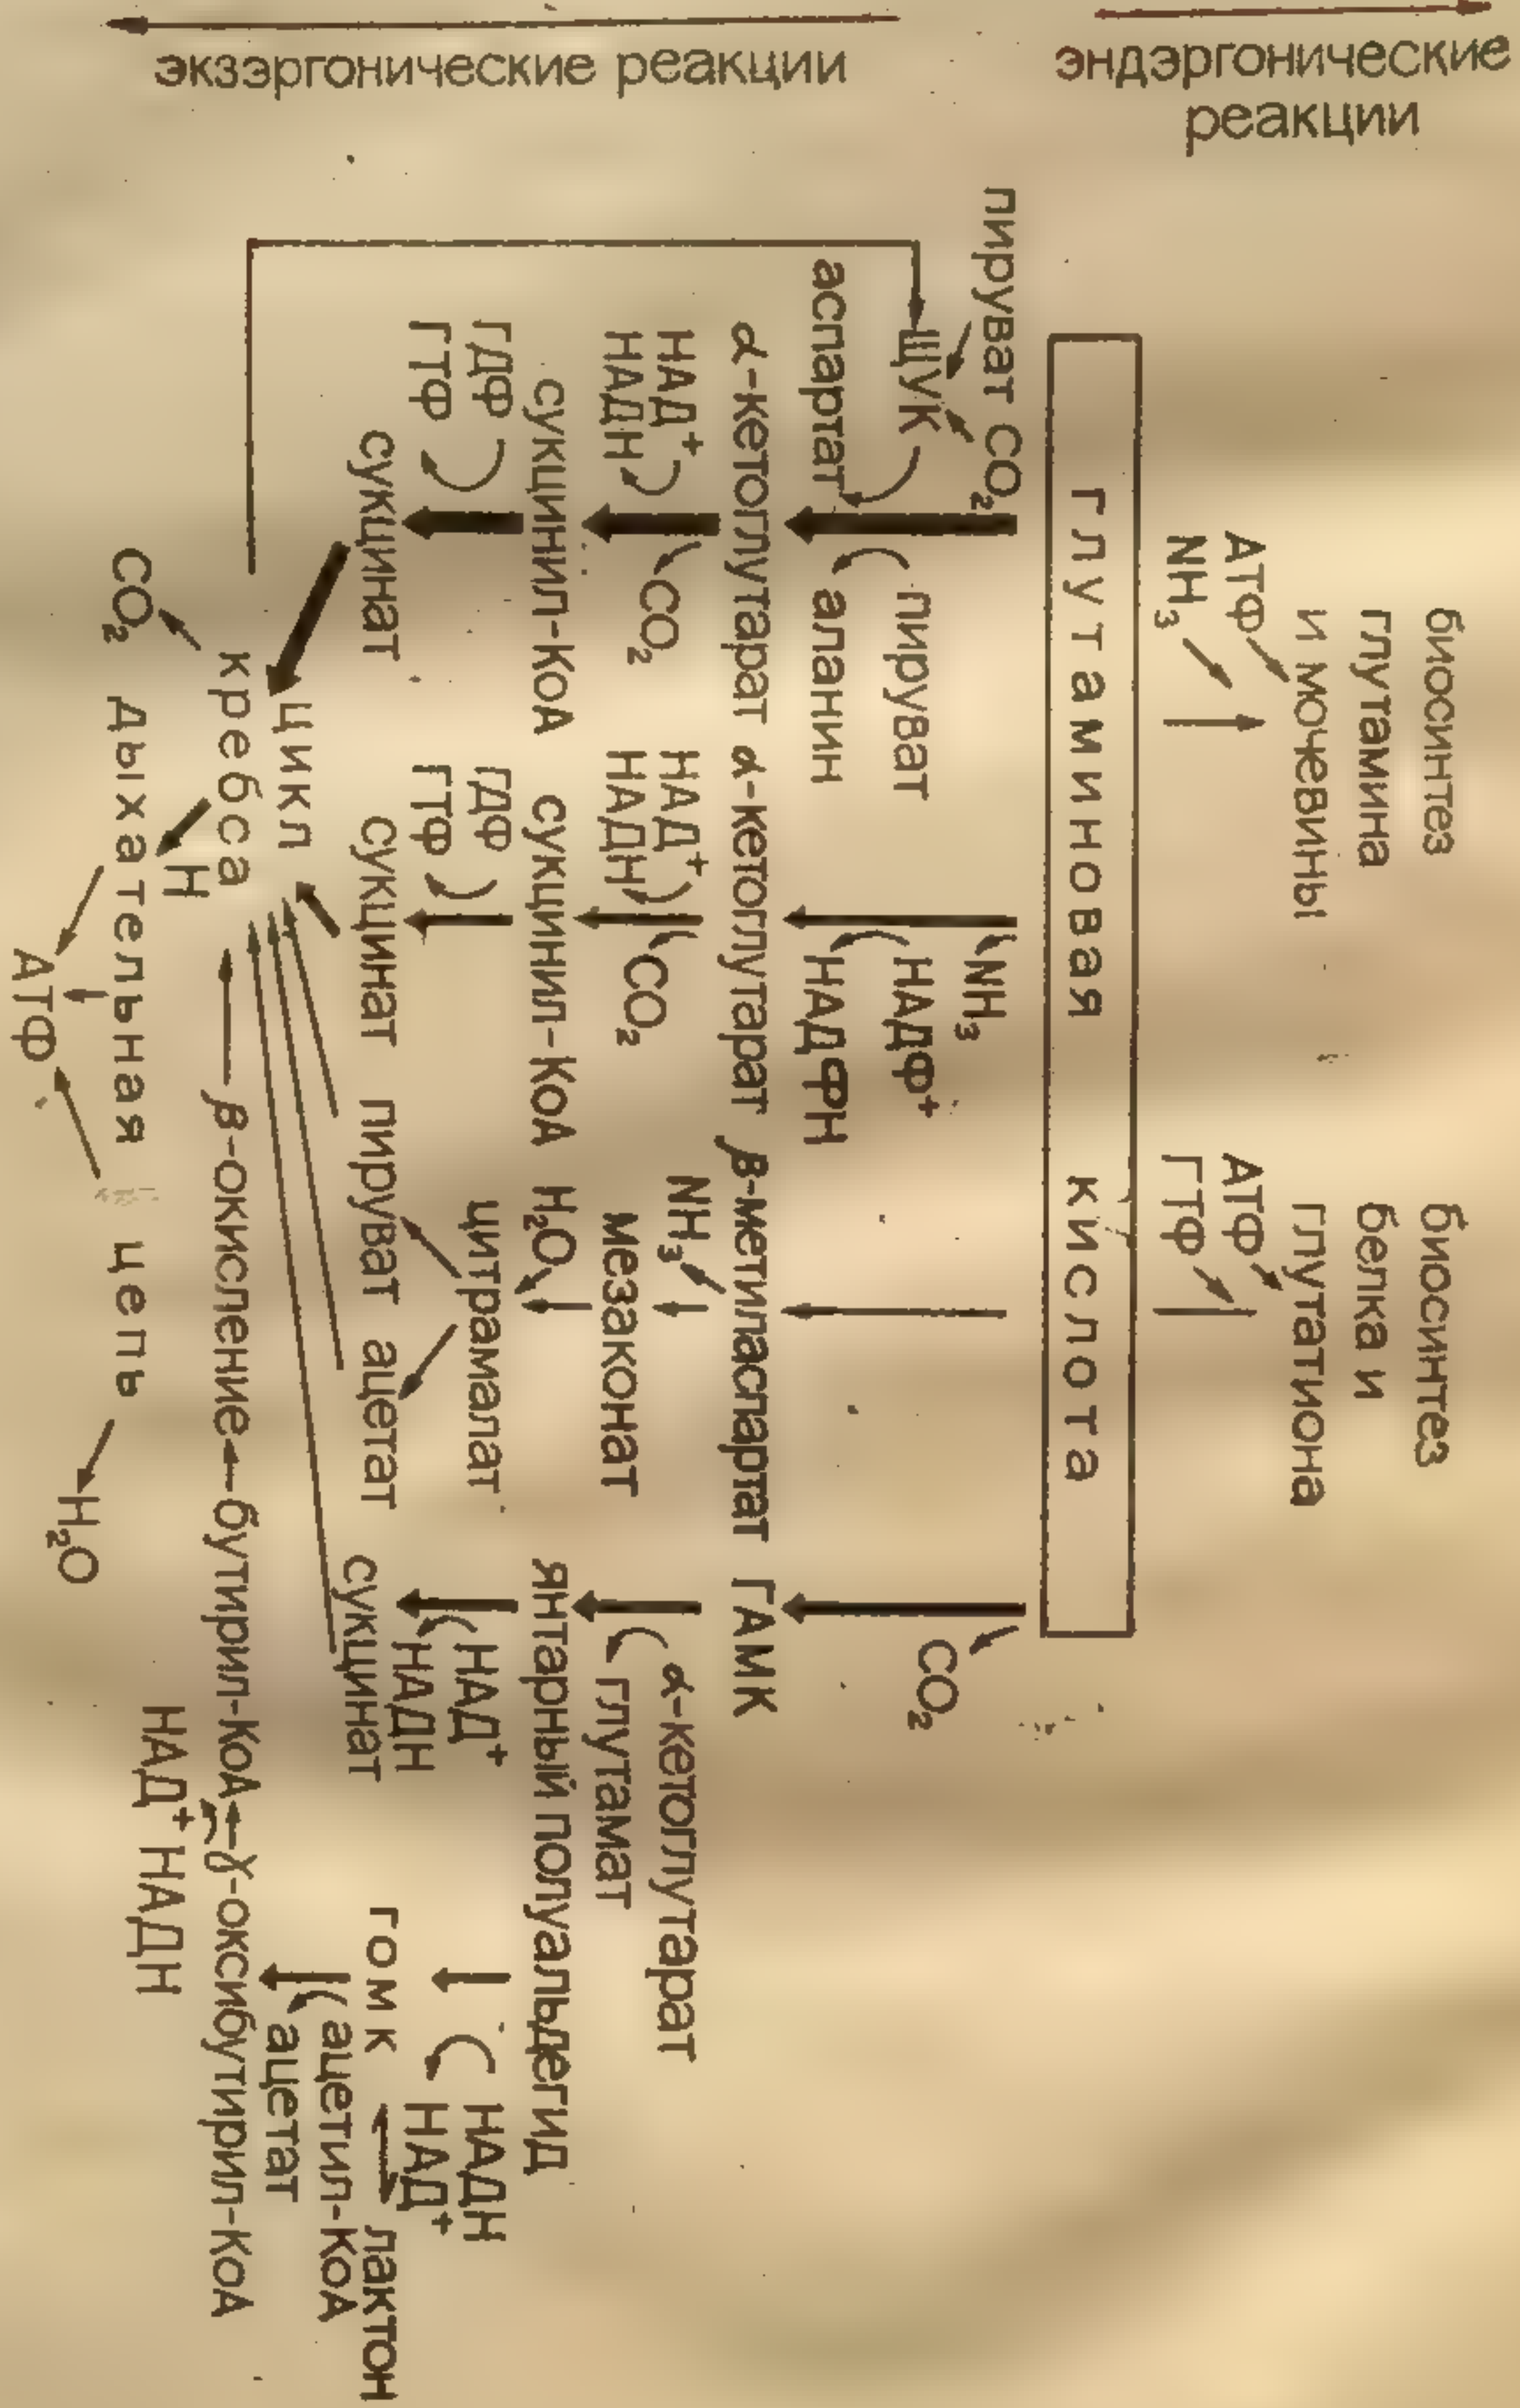 эндэргонические
реакции
экзэргонические реакции
биосинтез
глутамина
и мочевины
АТФ
NH₃
биосинтез
белка и
глутатиона
АТФ
ГТФ
глутаминовая кислота
пируват CO₂
ЩУК
аспартат
пируват
аланин
NH₃
НАДФ⁺
НАДФН
CO₂
α-кетоглутарат α-кетоглутарат β-метиласпартат ГАМК
НАД⁺
НАДН
CO₂
НАД⁺
НАДН
CO₂
NH₃
мезаконат
α-кетоглутарат
глутамат
сукцинил-КоА сукцинил-КоА H₂O янтарный полуальдегид
ГДФ
ГТФ
ГДФ
ГТФ
цитрамалат
НАД⁺
НАДН
НАДН
НАД⁺
сукцинат сукцинат пируват ацетат сукцинат ГОМК лактон
ацетил-КоА
ацетат
цикл
кребса
β-окисление бутирил-КоА γ-оксибутирил-КоА
H
НАД⁺ НАДН
CO₂ дыхательная цепь
H₂O
АТФ